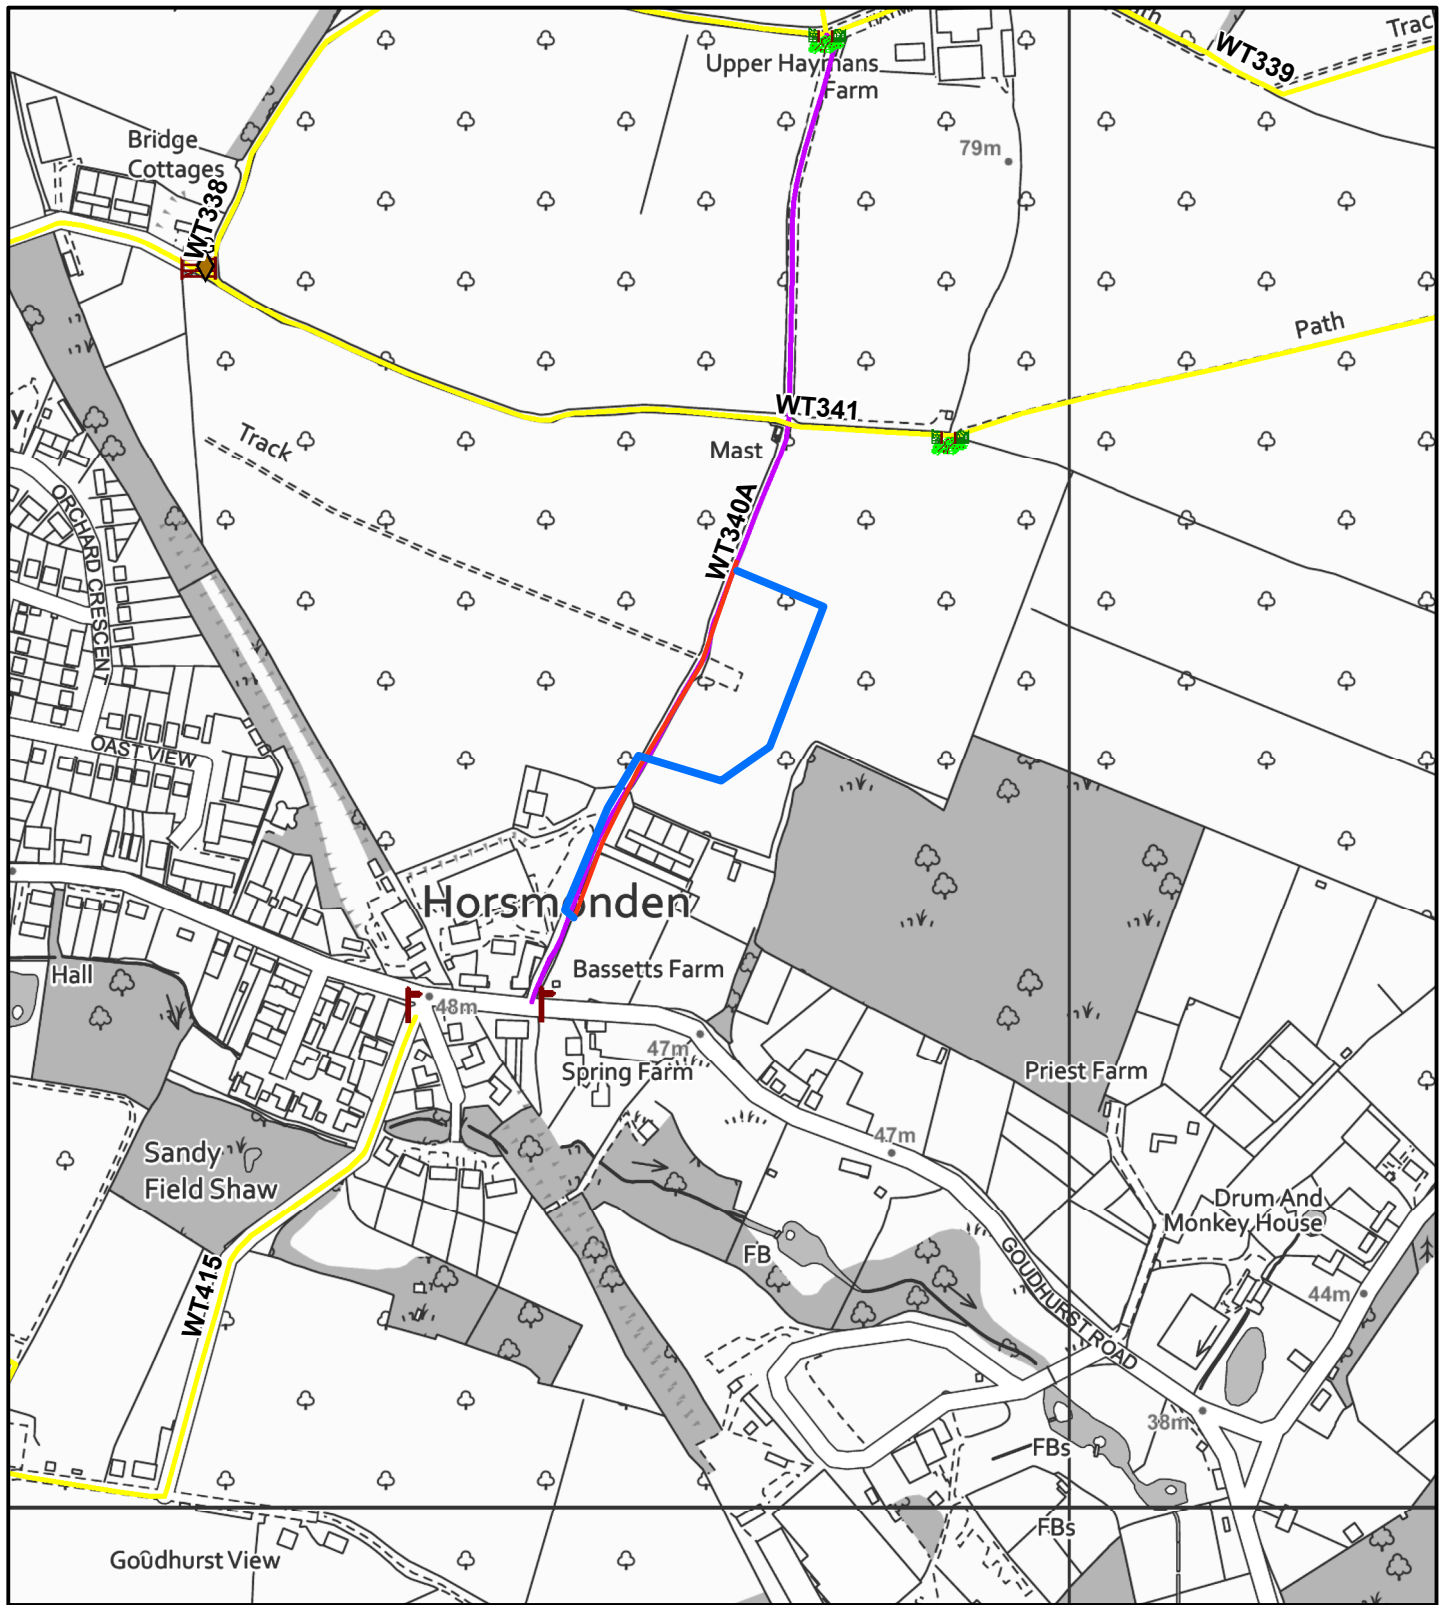 WT339
Trac
Upper Haymans
Farm
79m
Bridge
Cottages
WT338
Path
WT341
Mast
Track
y
WT340A
ORCHARD CRESCENT
OAST VIEW
Horsmonden
Hall
Bassetts Farm
48m
47m
Spring Farm
Priest Farm
47m
Sandy
Field Shaw
Drum And
Monkey House
FB
GOUDHURST ROAD
44m
WT415
38m
FBs
FBs
Goudhurst View